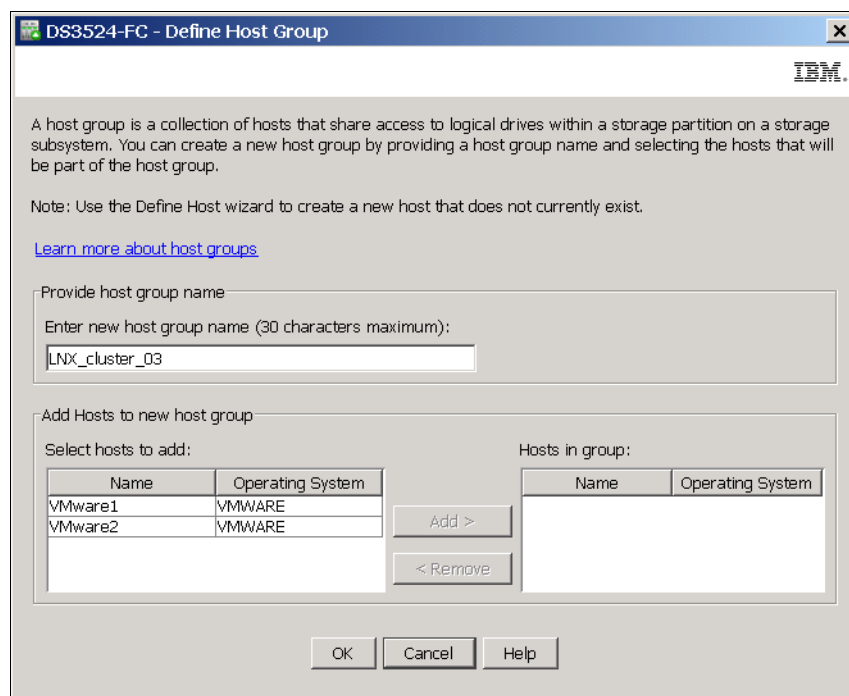 DS3524-FC - Define Host Group
IBM.
A host group is a collection of hosts that share access to logical drives within a storage partition on a storage
subsystem. You can create a new host group by providing a host group name and selecting the hosts that will
be part of the host group.
Note: Use the Define Host wizard to create a new host that does not currently exist.
Learn more about host groups
Provide host group name
Enter new host group name (30 characters maximum):
LNX_cluster_03
Add Hosts to new host group
Select hosts to add:
Name Operating System
VMware1 VMWARE
VMware2 VMWARE
Add >
< Remove
Hosts in group:
Name Operating System
OK Cancel Help